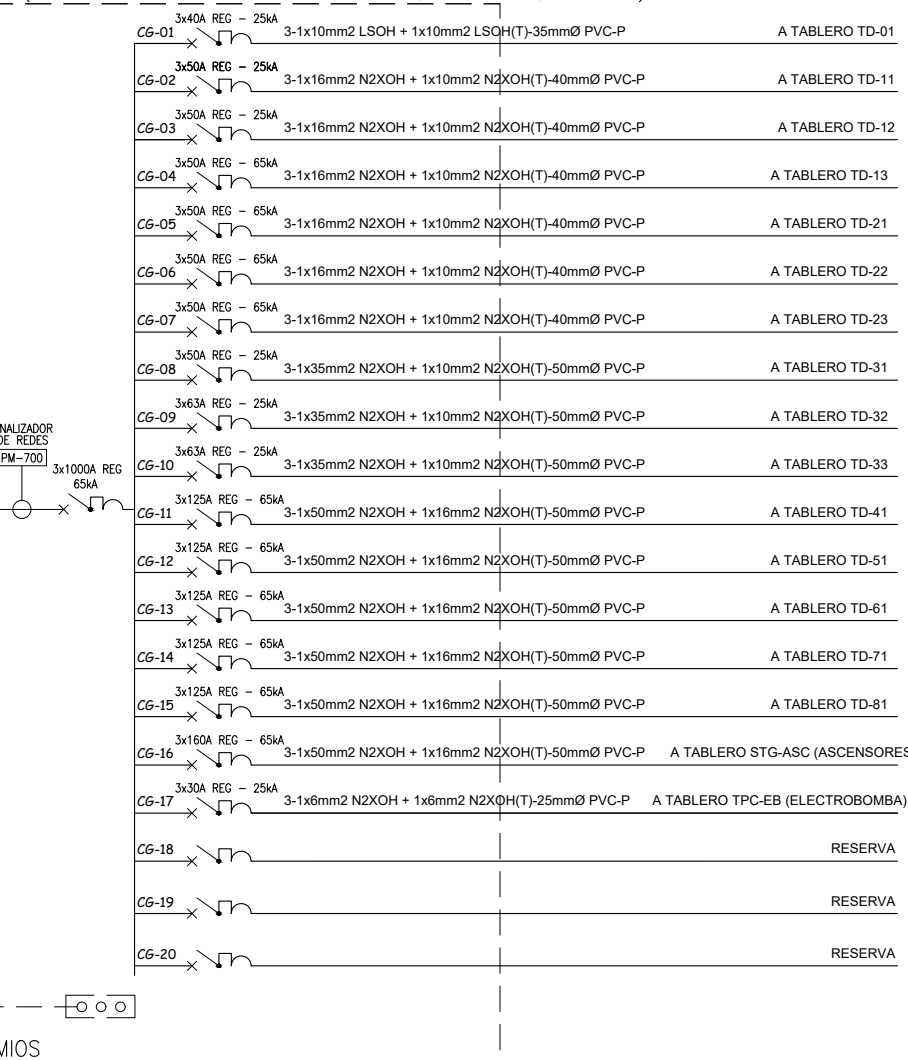 3x40A REG - 25kA
CG-01 3-1x10mm2 LSOH + 1x10mm2 LSOH(T)-35mmØ PVC-P A TABLERO TD-01
3x50A REG - 25kA
CG-02 3-1x16mm2 N2XOH + 1x10mm2 N2XOH(T)-40mmØ PVC-P A TABLERO TD-11
3x50A REG - 25kA
CG-03 3-1x16mm2 N2XOH + 1x10mm2 N2XOH(T)-40mmØ PVC-P A TABLERO TD-12
3x50A REG - 65kA
CG-04 3-1x16mm2 N2XOH + 1x10mm2 N2XOH(T)-40mmØ PVC-P A TABLERO TD-13
3x50A REG - 65kA
CG-05 3-1x16mm2 N2XOH + 1x10mm2 N2XOH(T)-40mmØ PVC-P A TABLERO TD-21
3x50A REG - 65kA
CG-06 3-1x16mm2 N2XOH + 1x10mm2 N2XOH(T)-40mmØ PVC-P A TABLERO TD-22
3x50A REG - 65kA
CG-07 3-1x16mm2 N2XOH + 1x10mm2 N2XOH(T)-40mmØ PVC-P A TABLERO TD-23
3x50A REG - 25kA
CG-08 3-1x35mm2 N2XOH + 1x10mm2 N2XOH(T)-50mmØ PVC-P A TABLERO TD-31
3x63A REG - 25kA
CG-09 3-1x35mm2 N2XOH + 1x10mm2 N2XOH(T)-50mmØ PVC-P A TABLERO TD-32
NALIZADOR
DE REDES
PM-700
3x1000A REG
65kA
3x63A REG - 25kA
CG-10 3-1x35mm2 N2XOH + 1x10mm2 N2XOH(T)-50mmØ PVC-P A TABLERO TD-33
3x125A REG - 65kA
CG-11 3-1x50mm2 N2XOH + 1x16mm2 N2XOH(T)-50mmØ PVC-P A TABLERO TD-41
3x125A REG - 65kA
CG-12 3-1x50mm2 N2XOH + 1x16mm2 N2XOH(T)-50mmØ PVC-P A TABLERO TD-51
3x125A REG - 65kA
CG-13 3-1x50mm2 N2XOH + 1x16mm2 N2XOH(T)-50mmØ PVC-P A TABLERO TD-61
3x125A REG - 65kA
CG-14 3-1x50mm2 N2XOH + 1x16mm2 N2XOH(T)-50mmØ PVC-P A TABLERO TD-71
3x125A REG - 65kA
CG-15 3-1x50mm2 N2XOH + 1x16mm2 N2XOH(T)-50mmØ PVC-P A TABLERO TD-81
3x160A REG - 65kA
CG-16 3-1x50mm2 N2XOH + 1x16mm2 N2XOH(T)-50mmØ PVC-P A TABLERO STG-ASC (ASCENSORES
3x30A REG - 25kA
CG-17 3-1x6mm2 N2XOH + 1x6mm2 N2XOH(T)-25mmØ PVC-P A TABLERO TPC-EB (ELECTROBOMBA)
CG-18 RESERVA
CG-19 RESERVA
CG-20 RESERVA
MIOS